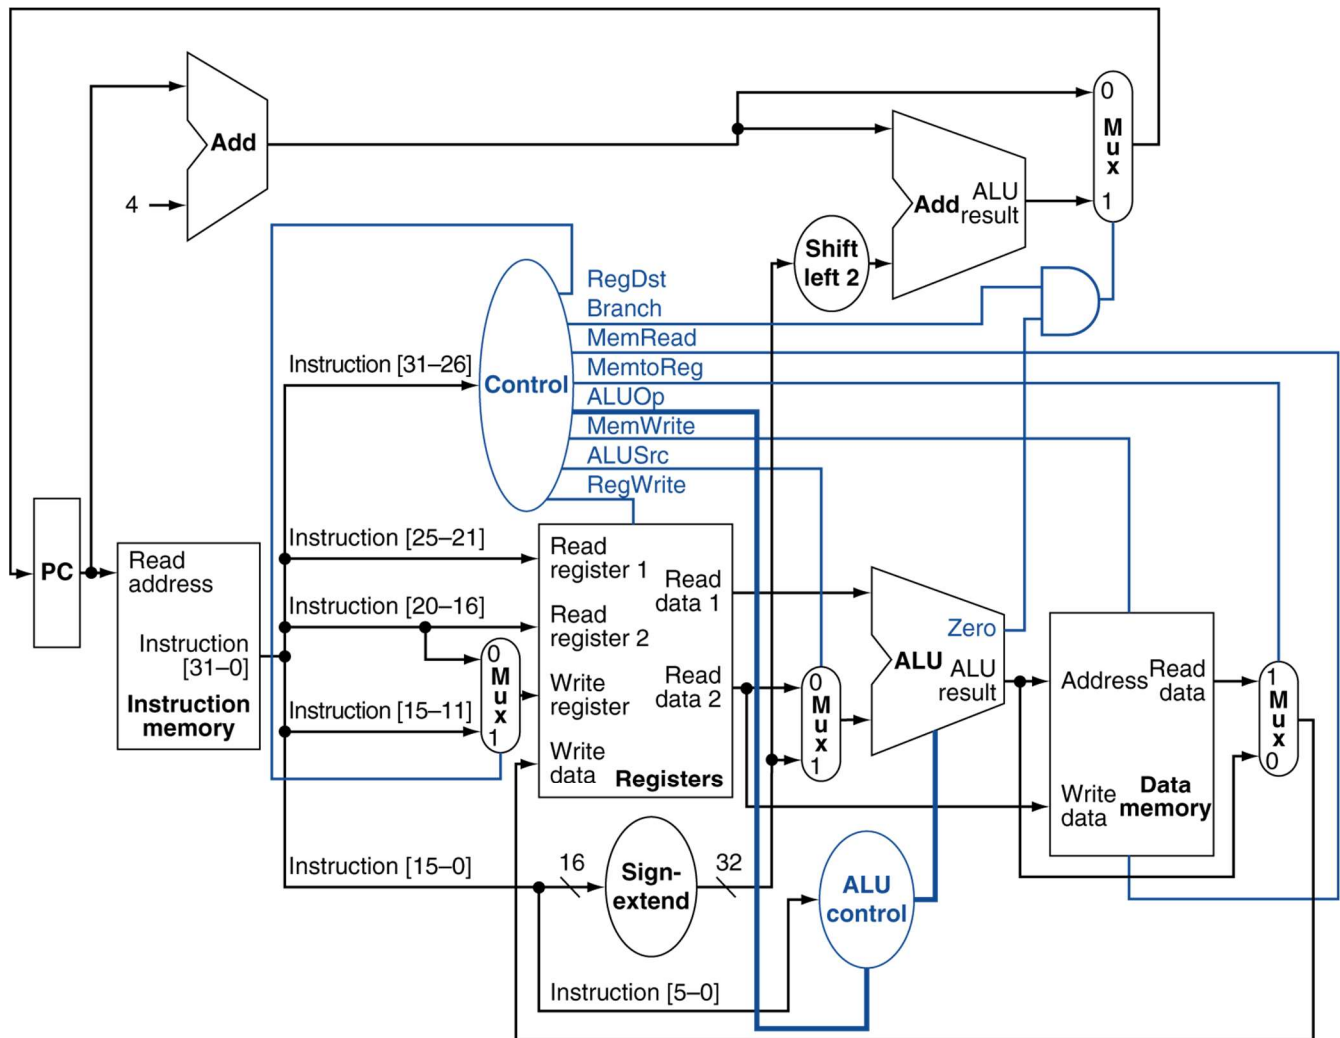 Add
4
0
M
u
x
1
Add
ALU
result
Shift
left 2
RegDst
Branch
MemRead
MemtoReg
ALUOp
MemWrite
ALUSrc
RegWrite
Control
Instruction [31–26]
PC
Read
address
Instruction
[31–0]
Instruction
memory
Instruction [25–21]
Instruction [20–16]
Instruction [15–11]
0
M
u
x
1
Read
register 1
Read
register 2
Write
register
Write
data
Read
data 1
Read
data 2
Registers
0
M
u
x
1
Zero
ALU
ALU
result
Address
Read
data
Write
data
Data
memory
1
M
u
x
0
Instruction [15–0]
16
Sign-
extend
32
ALU
control
Instruction [5–0]